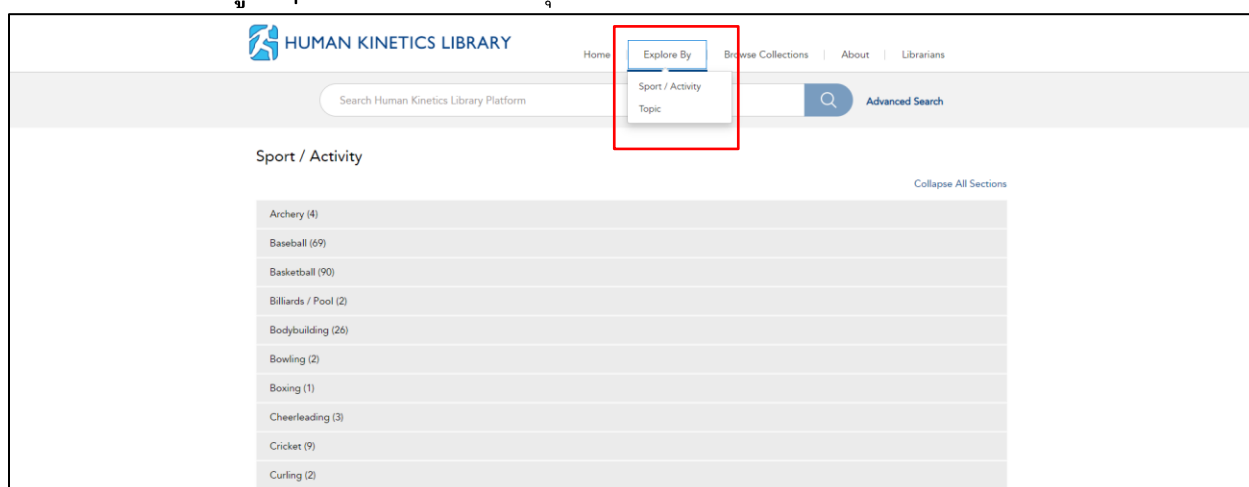 HUMAN KINETICS LIBRARY
Home | Explore By | Browse Collections | About | Librarians
Sport / Activity
Topic
Search Human Kinetics Library Platform
Advanced Search
Sport / Activity
Collapse All Sections
Archery (4)
Baseball (69)
Basketball (90)
Billiards / Pool (2)
Bodybuilding (26)
Bowling (2)
Boxing (1)
Cheerleading (3)
Cricket (9)
Curling (2)